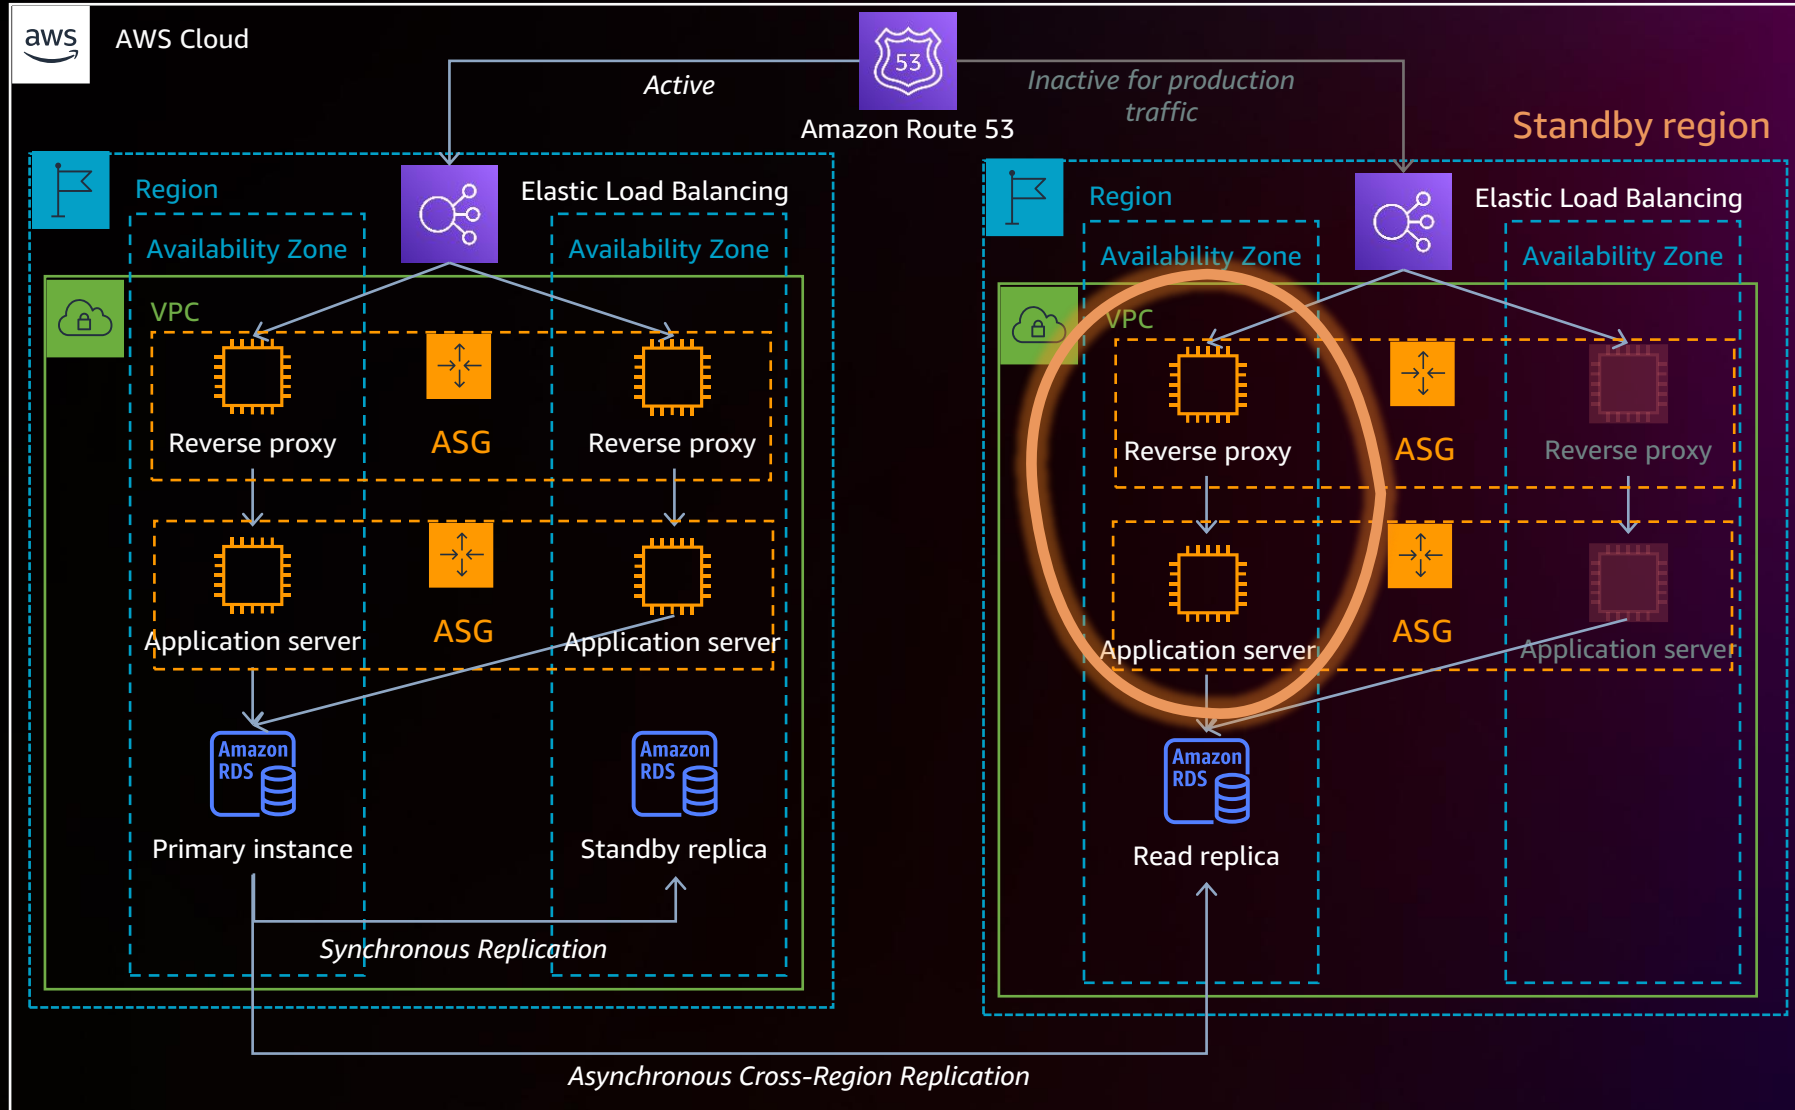 aws
AWS Cloud
53
Amazon Route 53
Active
Inactive for production
traffic
Standby region
Region
Elastic Load Balancing
Availability Zone
Availability Zone
VPC
Reverse proxy
ASG
Reverse proxy
Application server
ASG
Application server
Amazon
RDS
Primary instance
Amazon
RDS
Standby replica
Synchronous Replication
Region
Elastic Load Balancing
Availability Zone
Availability Zone
VPC
Reverse proxy
ASG
Reverse proxy
Application server
ASG
Application server
Amazon
RDS
Read replica
Asynchronous Cross-Region Replication